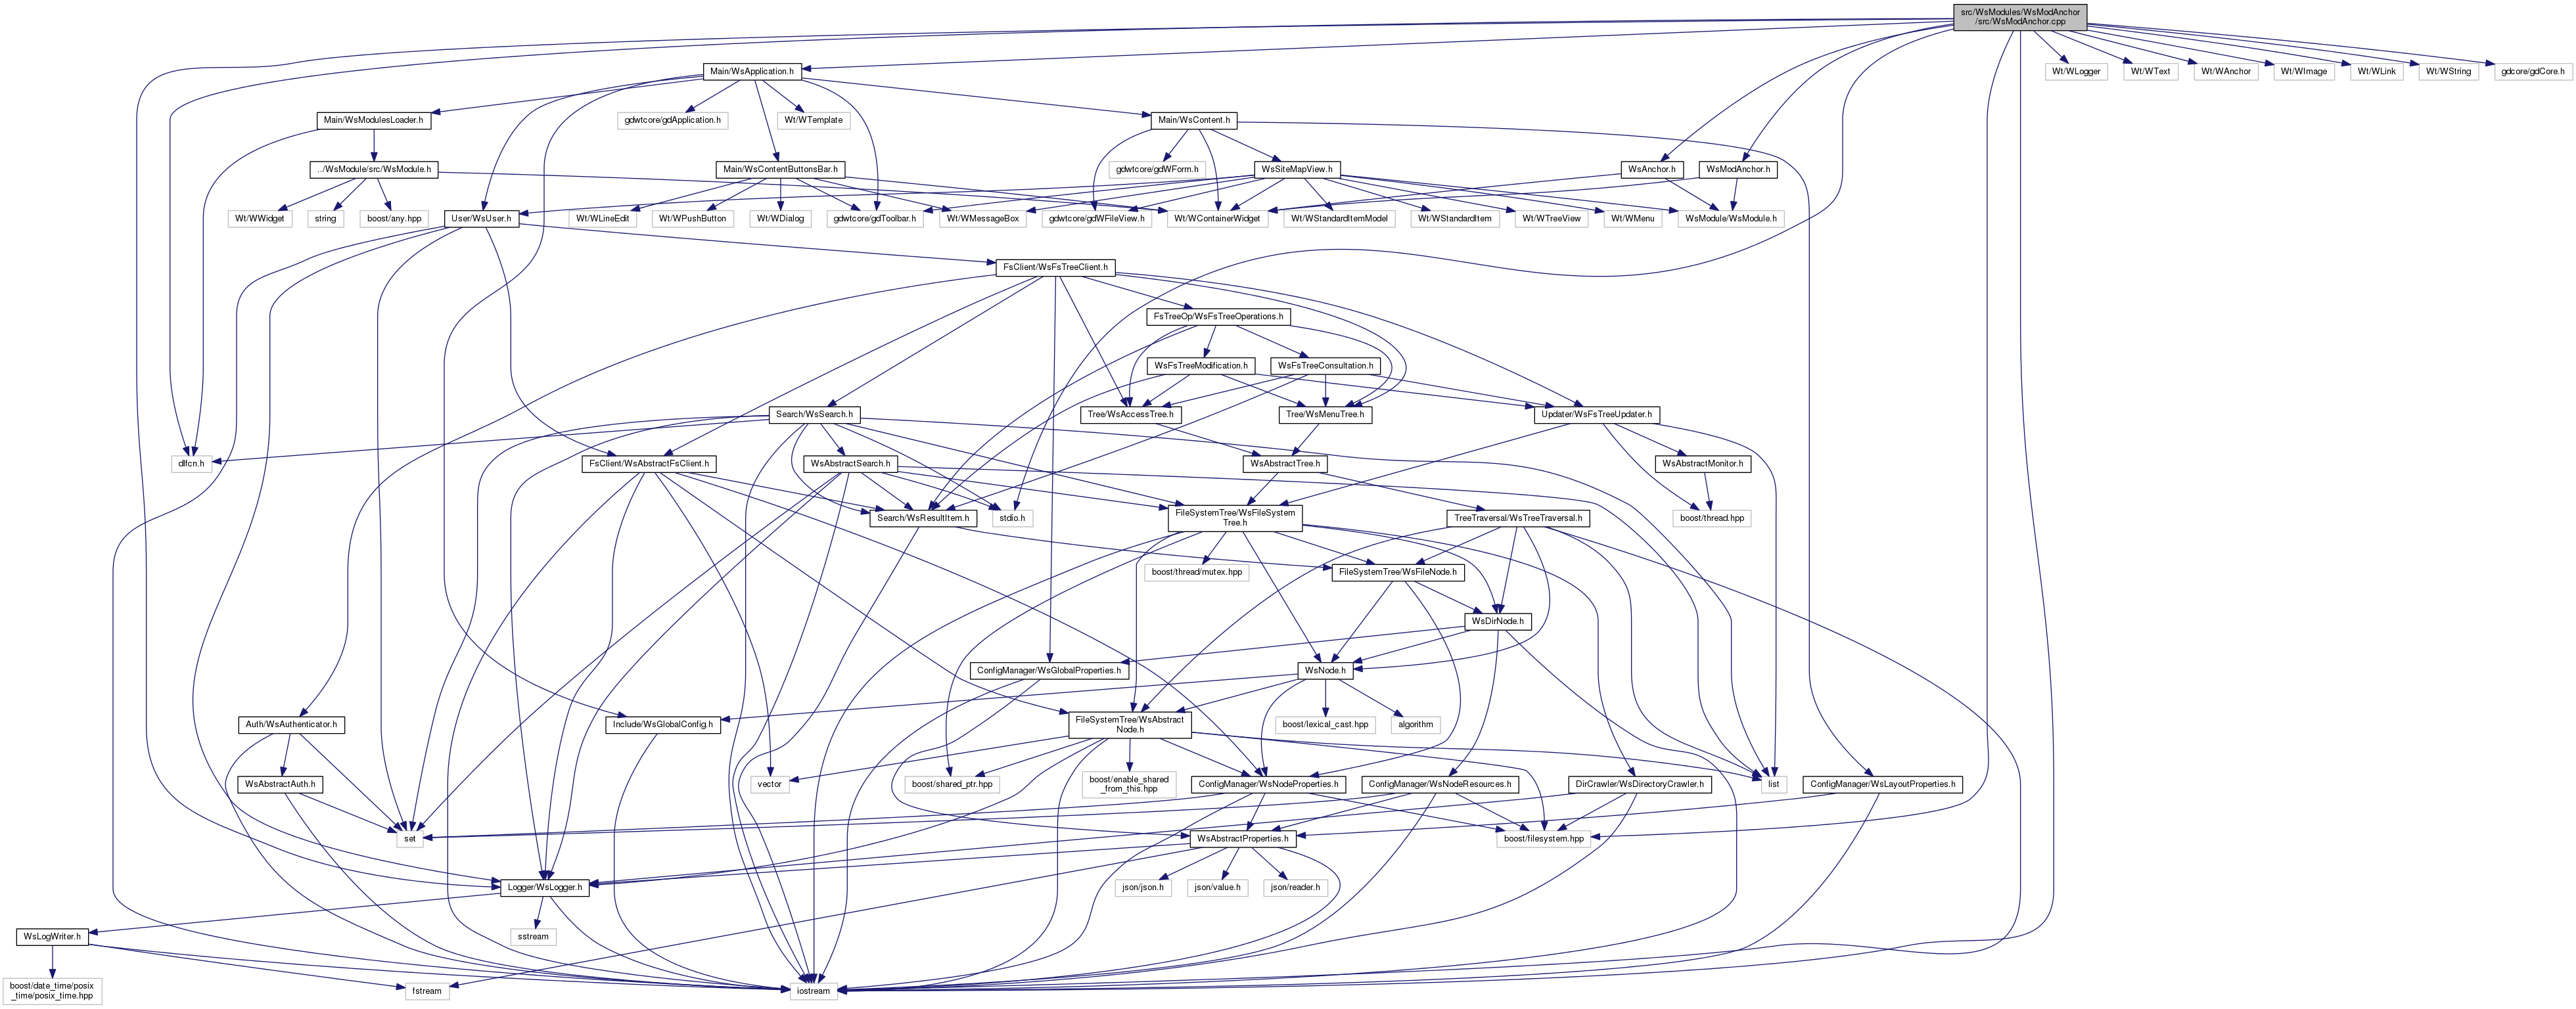 src/WsModules/WsModAnchor
/src/WsModAnchor.cpp
Main/WsApplication.h
Wt/WLogger
Wt/WText
Wt/WAnchor
Wt/WImage
Wt/WLink
Wt/WString
gdcore/gdCore.h
Main/WsModulesLoader.h
gdwtcore/gdApplication.h
Wt/WTemplate
Main/WsContent.h
../WsModule/src/WsModule.h
Main/WsContentButtonsBar.h
gdwtcore/gdWForm.h
WsSiteMapView.h
WsAnchor.h
WsModAnchor.h
Wt/WWidget
string
boost/any.hpp
User/WsUser.h
Wt/WLineEdit
Wt/WPushButton
Wt/WDialog
gdwtcore/gdToolbar.h
Wt/WMessageBox
gdwtcore/gdWFileView.h
Wt/WContainerWidget
Wt/WStandardItemModel
Wt/WStandardItem
Wt/WTreeView
Wt/WMenu
WsModule/WsModule.h
FsClient/WsFsTreeClient.h
FsTreeOp/WsFsTreeOperations.h
WsFsTreeModification.h
WsFsTreeConsultation.h
Search/WsSearch.h
Tree/WsAccessTree.h
Tree/WsMenuTree.h
Updater/WsFsTreeUpdater.h
dlfcn.h
FsClient/WsAbstractFsClient.h
WsAbstractSearch.h
WsAbstractTree.h
WsAbstractMonitor.h
Search/WsResultItem.h
stdio.h
FileSystemTree/WsFileSystem
Tree.h
TreeTraversal/WsTreeTraversal.h
boost/thread.hpp
boost/thread/mutex.hpp
FileSystemTree/WsFileNode.h
WsDirNode.h
ConfigManager/WsGlobalProperties.h
WsNode.h
Auth/WsAuthenticator.h
Include/WsGlobalConfig.h
FileSystemTree/WsAbstract
Node.h
boost/lexical_cast.hpp
algorithm
WsAbstractAuth.h
vector
boost/shared_ptr.hpp
boost/enable_shared
_from_this.hpp
ConfigManager/WsNodeProperties.h
ConfigManager/WsNodeResources.h
DirCrawler/WsDirectoryCrawler.h
list
ConfigManager/WsLayoutProperties.h
set
WsAbstractProperties.h
boost/filesystem.hpp
Logger/WsLogger.h
json/json.h
json/value.h
json/reader.h
WsLogWriter.h
sstream
boost/date_time/posix
_time/posix_time.hpp
fstream
iostream